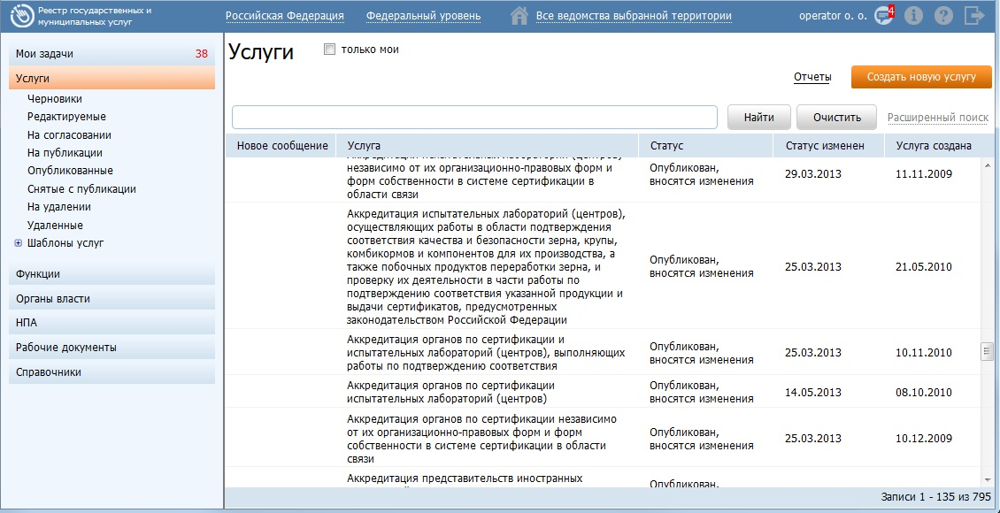 Реестр государственных и
муниципальных услуг
Российская Федерация
Федеральный уровень
Все ведомства выбранной территории
operator o. o.
4
Мои задачи 38
Услуги
Черновики
Редактируемые
На согласовании
На публикации
Опубликованные
Снятые с публикации
На удалении
Удаленные
Шаблоны услуг
Функции
Органы власти
НПА
Рабочие документы
Справочники
Услуги
только мои
Отчеты
Создать новую услугу
Найти
Очистить
Расширенный поиск
Новое сообщение Услуга Статус Статус изменен Услуга создана
Аккредитация испытательных лабораторий (центров)
независимо от их организационно-правовых форм и
форм собственности в системе сертификации в
области связи
Опубликован,
вносятся изменения
29.03.2013
11.11.2009
Аккредитация испытательных лабораторий (центров),
осуществляющих работы в области подтверждения
соответствия качества и безопасности зерна, крупы,
комбикормов и компонентов для их производства, а
также побочных продуктов переработки зерна, и
проверку их деятельности в части работы по
подтверждению соответствия указанной продукции и
выдачи сертификатов, предусмотренных
законодательством Российской Федерации
Опубликован,
вносятся изменения
25.03.2013
21.05.2010
Аккредитация органов по сертификации и
испытательных лабораторий (центров), выполняющих
работы по подтверждению соответствия
Опубликован,
вносятся изменения
25.03.2013
10.11.2010
Аккредитация органов по сертификации
испытательных лабораторий (центров)
Опубликован,
вносятся изменения
14.05.2013
08.10.2010
Аккредитация органов по сертификации независимо
от их организационно-правовых форм и форм
собственности в системе сертификации в области
связи
Опубликован,
вносятся изменения
25.03.2013
10.12.2009
Аккредитация представительств иностранных
Опубликован,
Записи 1 - 135 из 795